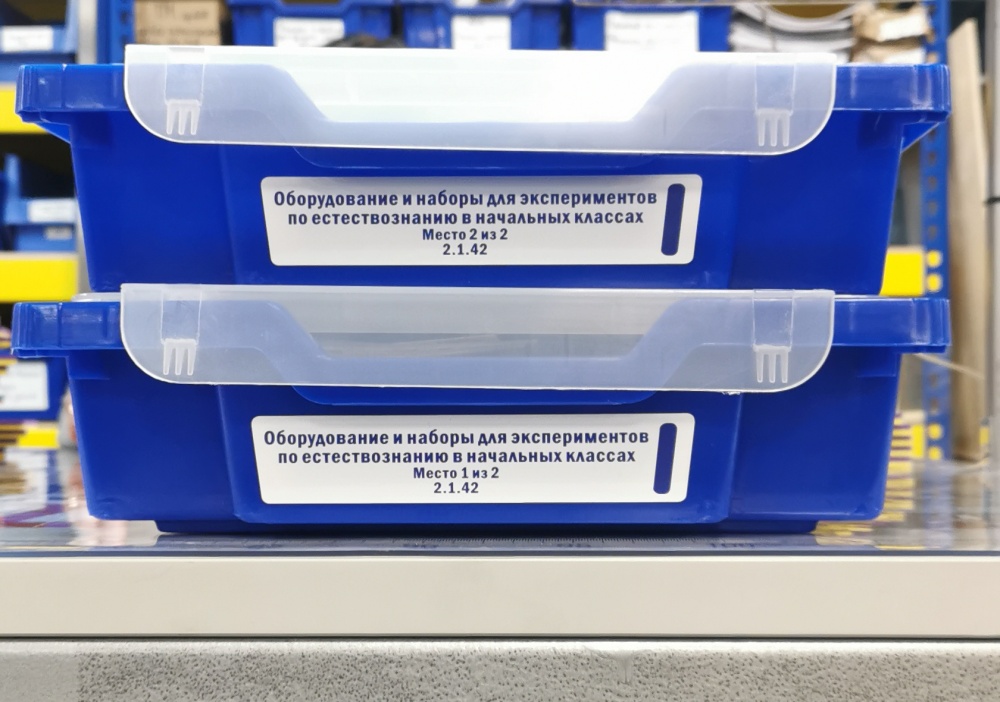 Оборудование и наборы для экспериментов
по естествознанию в начальных классах
Место 2 из 2
2.1.42
Оборудование и наборы для экспериментов
по естествознанию в начальных классах
Место 1 из 2
2.1.42